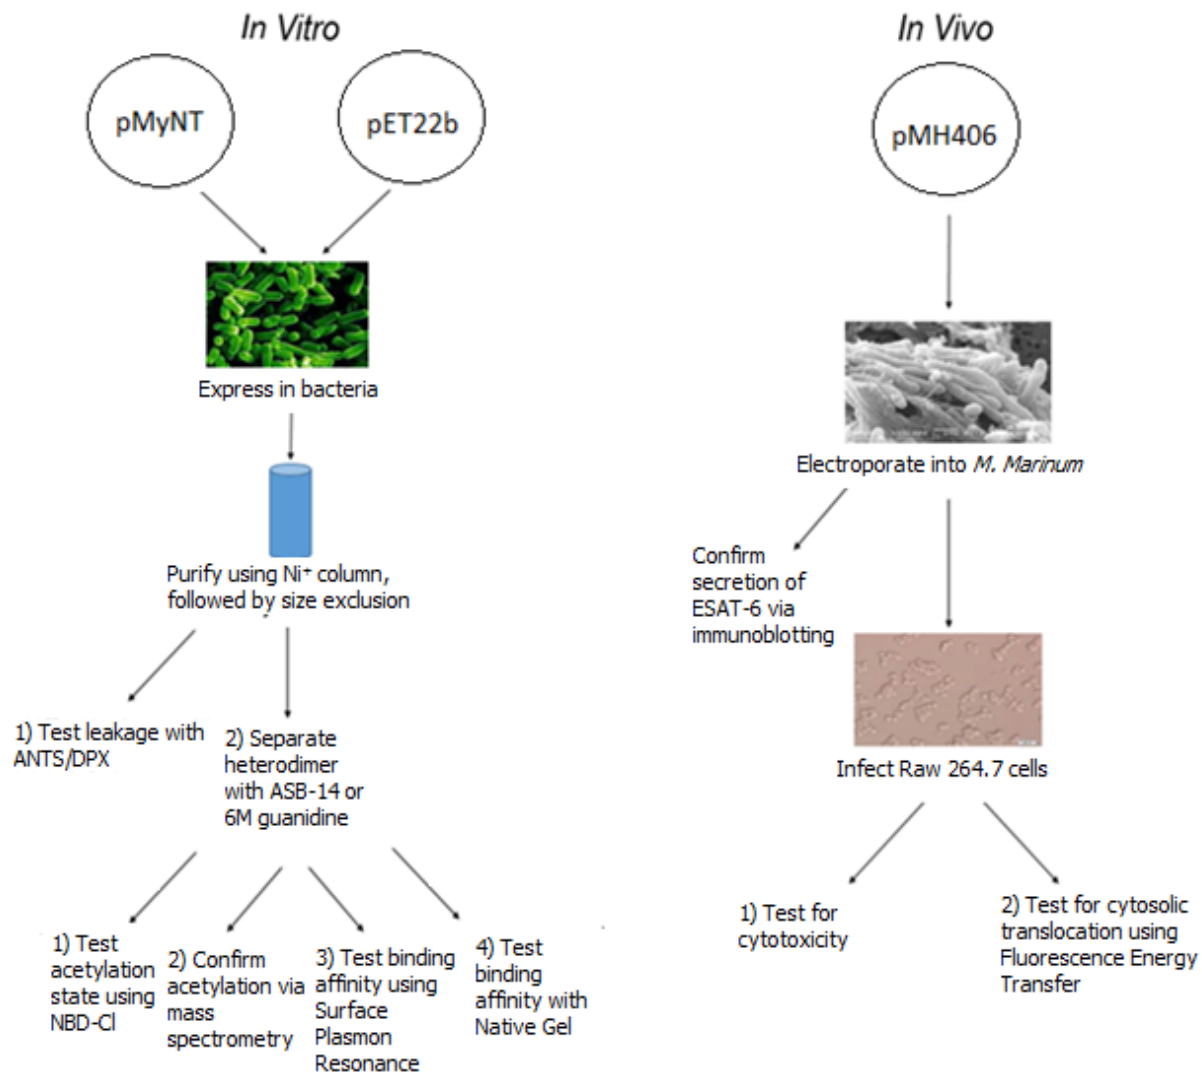 In Vitro
pMyNT
pET22b
Express in bacteria
Purify using Ni⁺ column,
followed by size exclusion
1) Test leakage with
ANTS/DPX
2) Separate
heterodimer
with ASB-14 or
6M guanidine
1) Test
acetylation
state using
NBD-Cl
2) Confirm
acetylation via
mass
spectrometry
3) Test binding
affinity using
Surface
Plasmon
Resonance
4) Test
binding
affinity with
Native Gel
In Vivo
pMH406
Electroporate into M. Marinum
Confirm
secretion of
ESAT-6 via
immunoblotting
Infect Raw 264.7 cells
1) Test for
cytotoxicity
2) Test for cytosolic
translocation using
Fluorescence Energy
Transfer